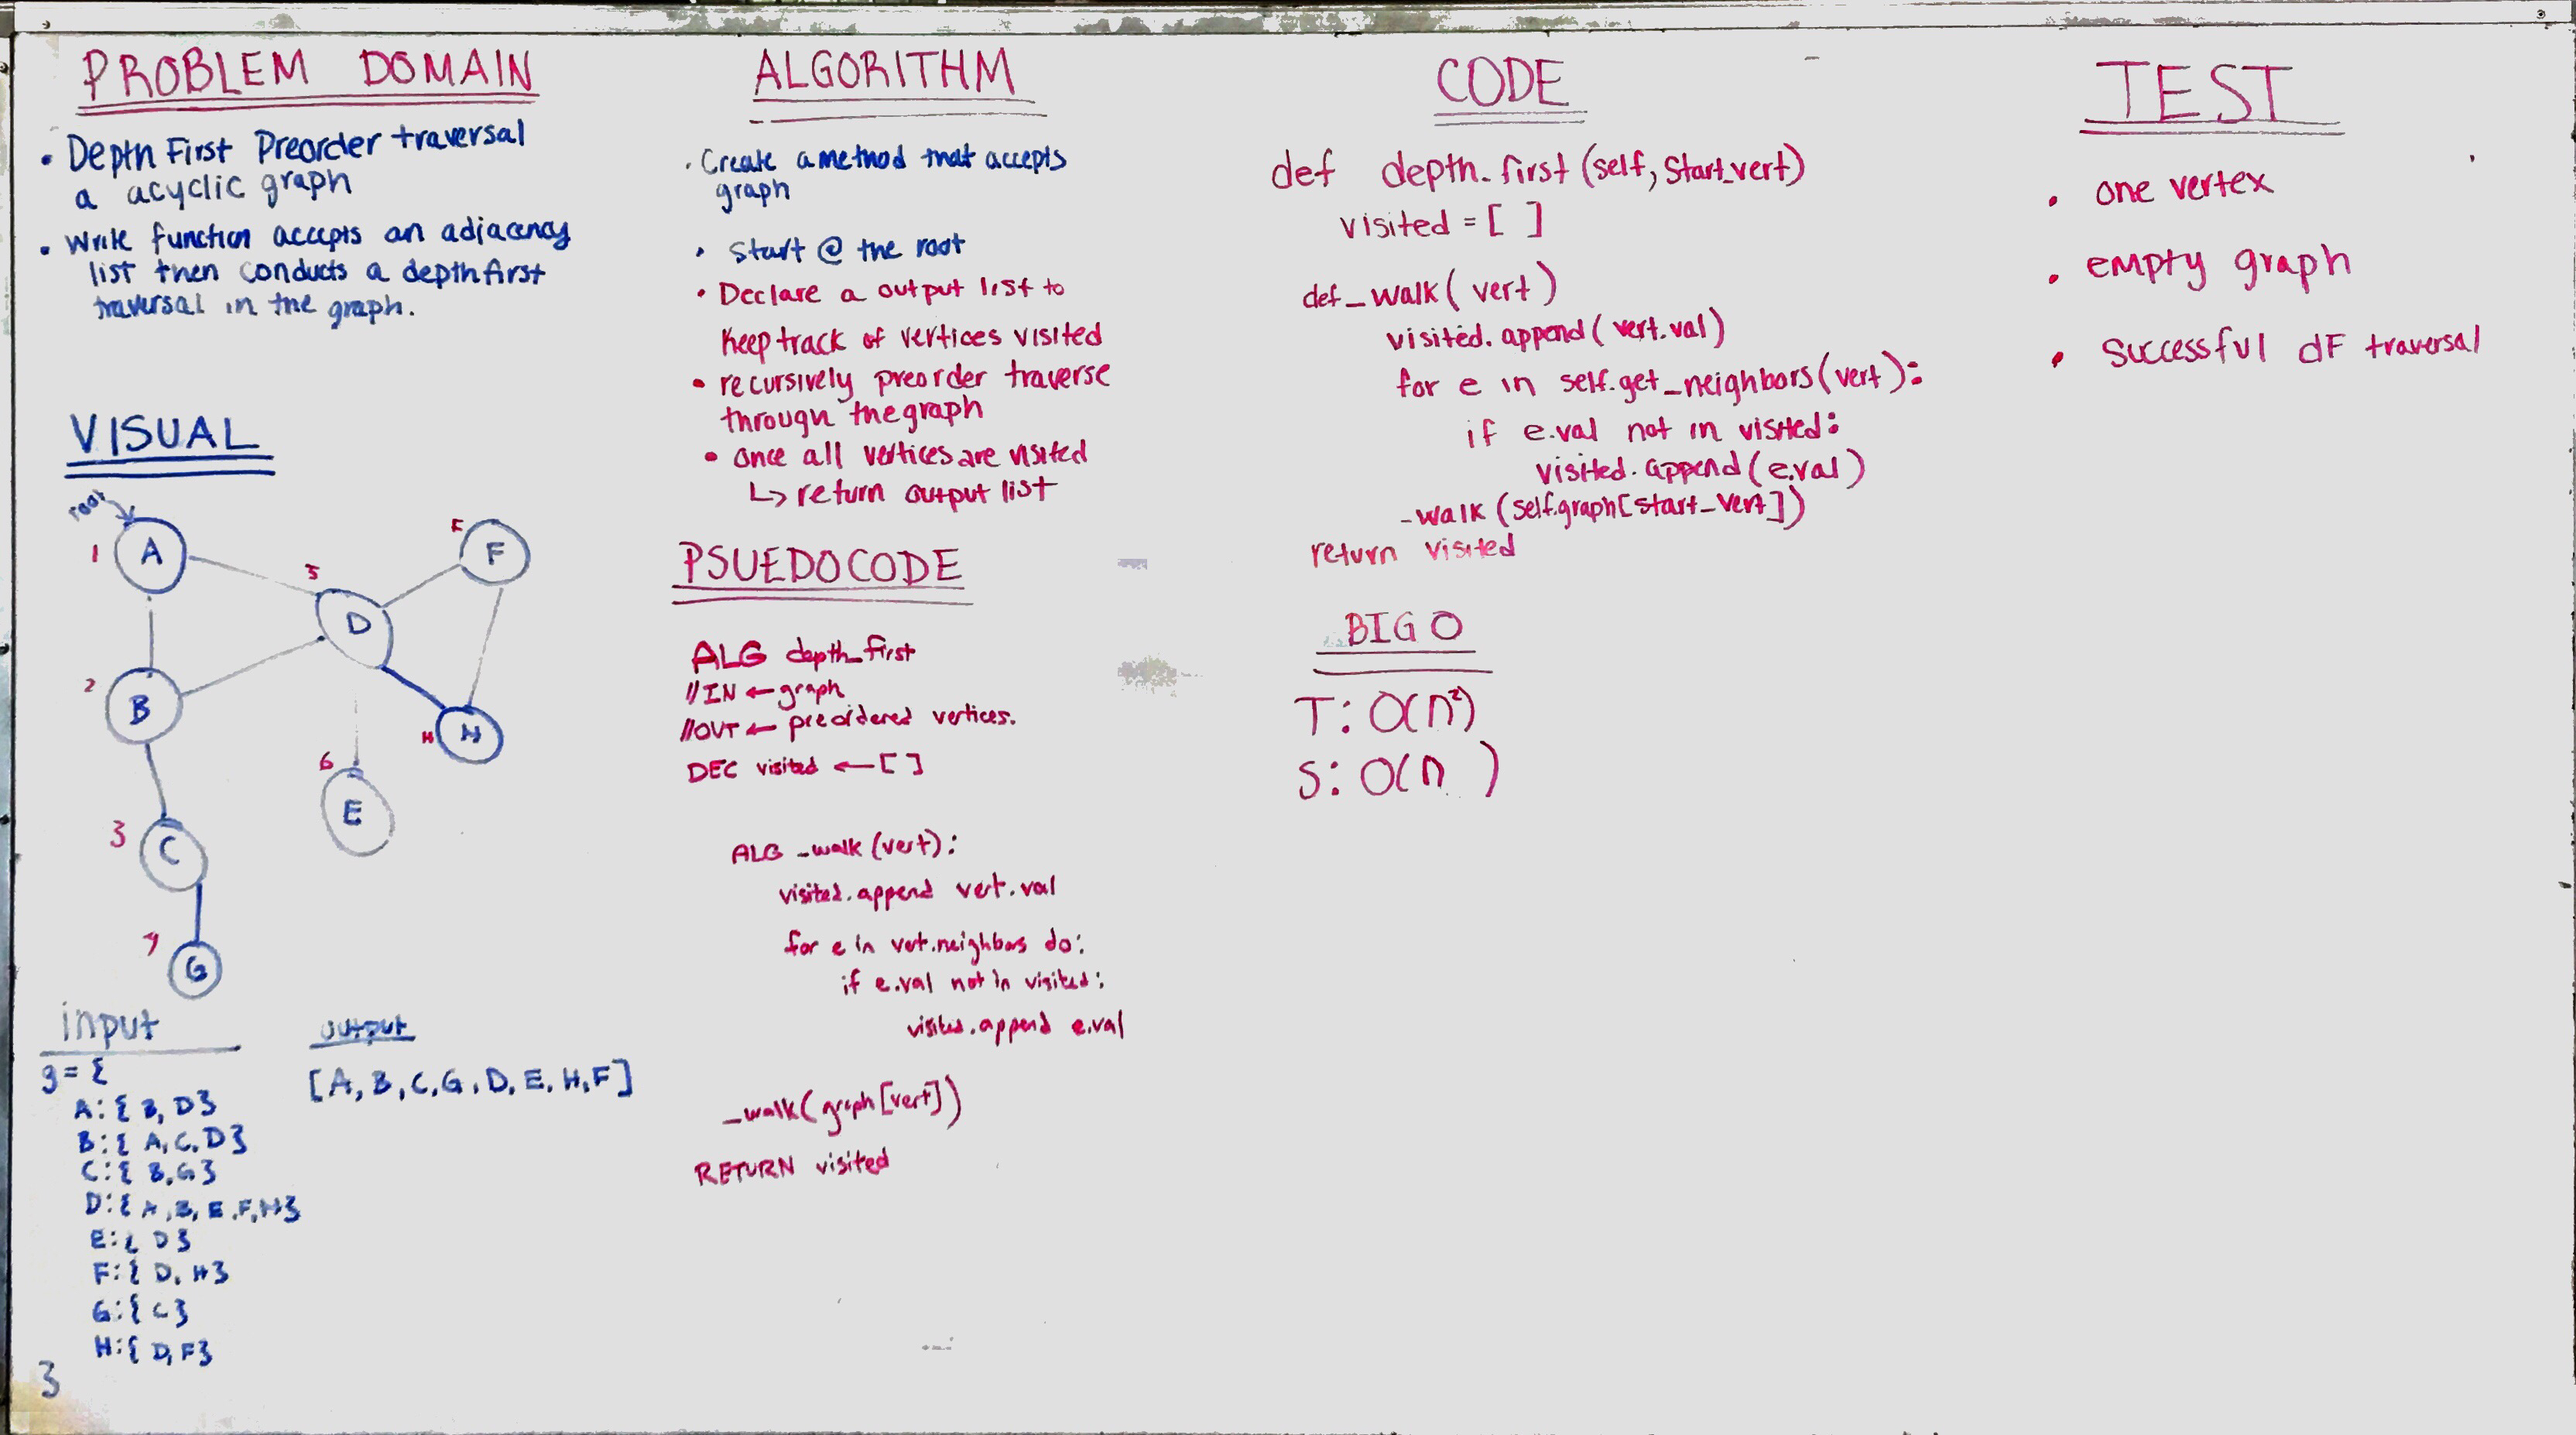 PROBLEM DOMAIN
• Depth First Preorder traversal
a acyclic graph
• Write function accepts an adjacency
list then conducts a depth first
traversal in the graph.
VISUAL
root
1 A
2 B
3 C
G
5 D
6 E
F
H H
input
g = {
A: { B, D}
B: { A, C, D}
C: { B, G}
D: { A, B, E, F, H}
E: { D}
F: { D, H}
G: { C}
H: { D, F}
3
output
[A, B, C, G, D, E, H, F]
ALGORITHM
• Create a method that accepts
graph
• Start @ the root
• Declare a output list to
Keep track of vertices visited
• recursively preorder traverse
through the graph
• once all vertices are visited
↳ return output list
PSUEDOCODE
ALG depth_first
//IN ← graph
//OUT ← preordered vertices.
DEC visited ← [ ]
ALG _walk (vert):
visited.append vert.val
for e in vert.neighbors do:
if e.val not in visited:
visited.append e.val
_walk(graph[vert])
RETURN visited
CODE
def depth_first (self, Start_vert)
visited = [ ]
def _walk( vert )
visited.append( vert.val)
for e in self.get_neighbors(vert):
if e.val not in visited:
visited.append(e.val)
_walk (self.graph[Start_Vert])
return visited
BIG O
T: O(n²)
S: O(n )
TEST
• one vertex
• empty graph
• Successful dF traversal